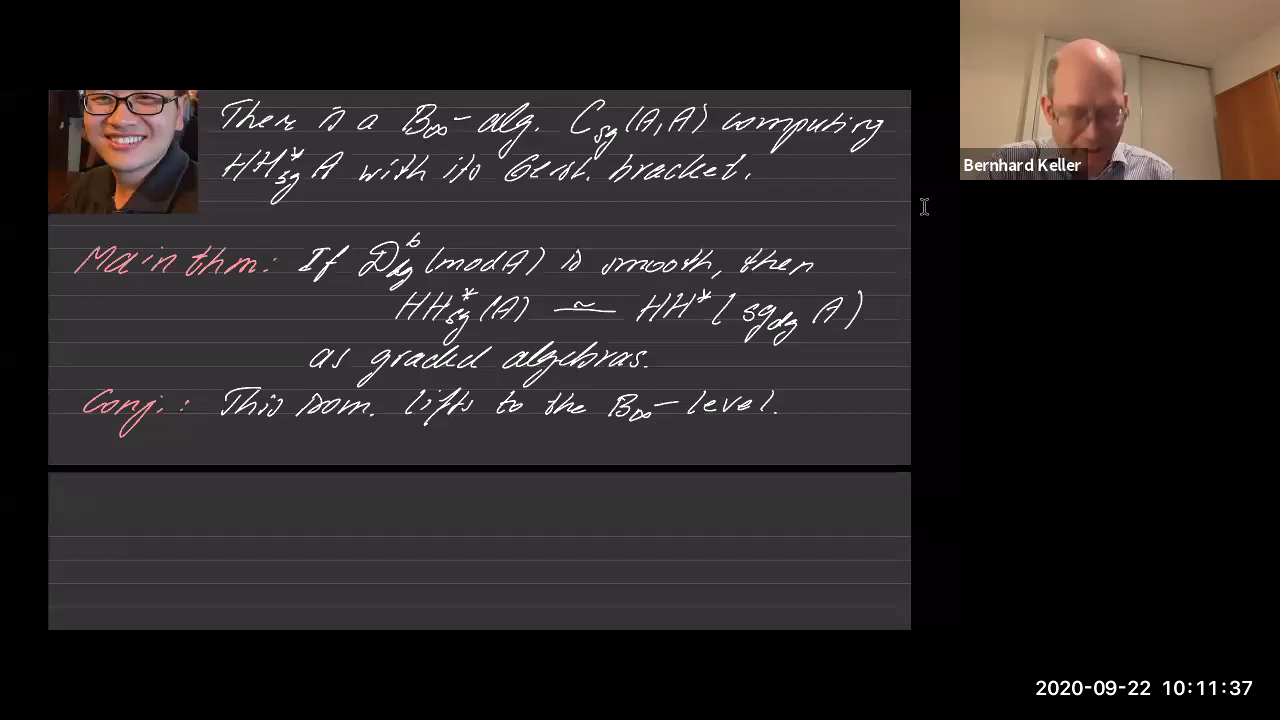 There is a B∞-alg. C_sg(A,A) computing
HH*_sg A with its Gerst. bracket.
Main thm: If D^b_dg(mod A) is smooth, then
HH*_sg(A) ≃ HH*(sg_dg A)
as graded algebras.
Conj.: This isom. lifts to the B∞-level.
Bernhard Keller
2020-09-22 10:11:37